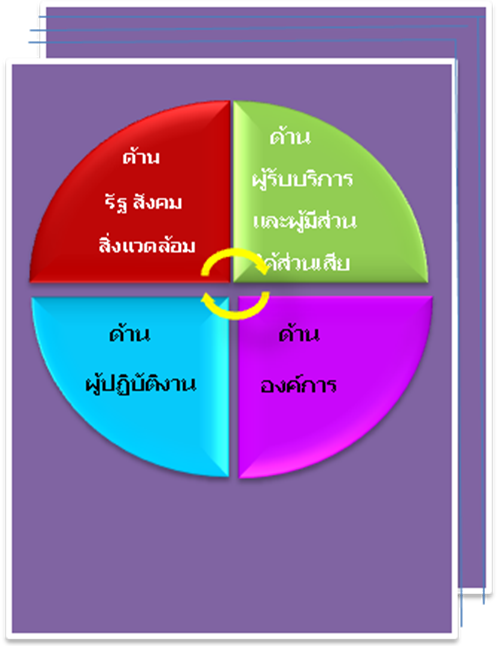 ด้าน
รัฐ สังคม
สิ่งแวดล้อม
ด้าน
ผู้รับบริการ
และผู้มีส่วน
ได้ส่วนเสีย
ด้าน
ผู้ปฏิบัติงาน
ด้าน
องค์การ